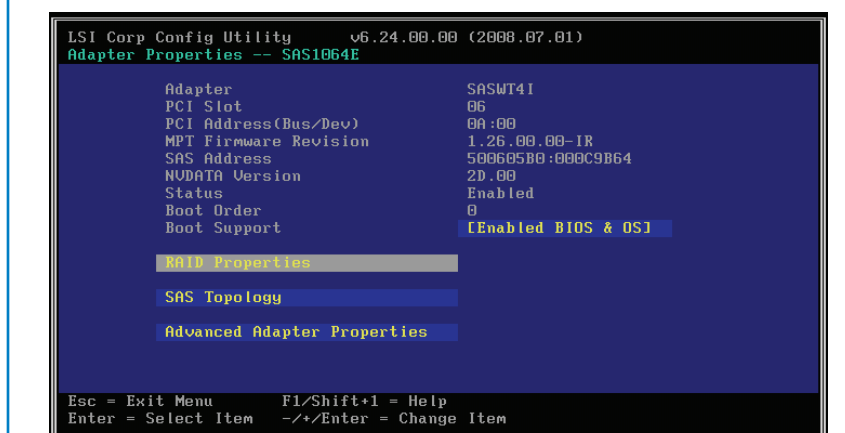 LSI Corp Config Utility v6.24.00.00 (2008.07.01)
Adapter Properties -- SAS1064E
Adapter SASWT4I
PCI Slot 06
PCI Address(Bus/Dev) 0A:00
MPT Firmware Revision 1.26.00.00-IR
SAS Address 500605B0:000C9B64
NVDATA Version 2D.00
Status Enabled
Boot Order 0
Boot Support [Enabled BIOS & OS]
RAID Properties
SAS Topology
Advanced Adapter Properties
Esc = Exit Menu F1/Shift+1 = Help
Enter = Select Item -/+/Enter = Change Item